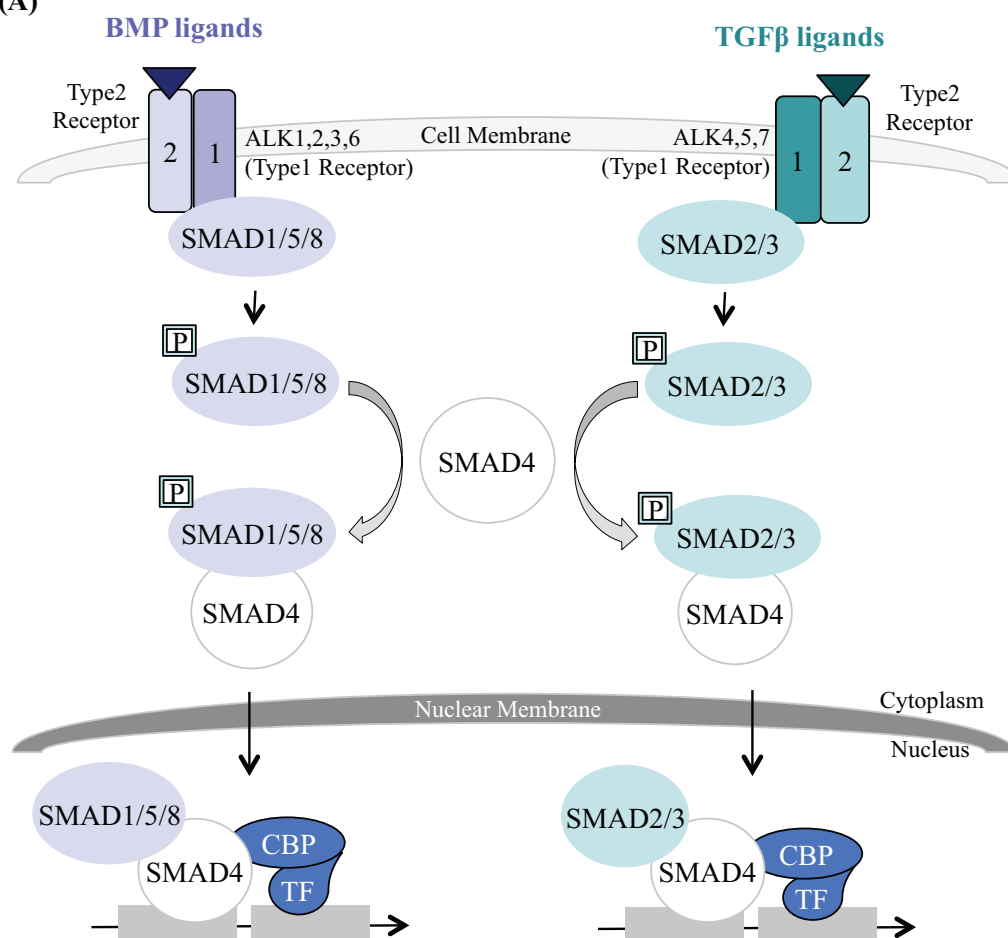 (A)
BMP ligands
TGFβ ligands
Type2
Receptor
2
1
ALK1,2,3,6
(Type1 Receptor)
Cell Membrane
ALK4,5,7
(Type1 Receptor)
1
2
Type2
Receptor
SMAD1/5/8
SMAD2/3
P
SMAD1/5/8
P
SMAD2/3
SMAD4
P
SMAD1/5/8
SMAD4
P
SMAD2/3
SMAD4
Nuclear Membrane
Cytoplasm
Nucleus
SMAD1/5/8
SMAD4
CBP
TF
SMAD2/3
SMAD4
CBP
TF